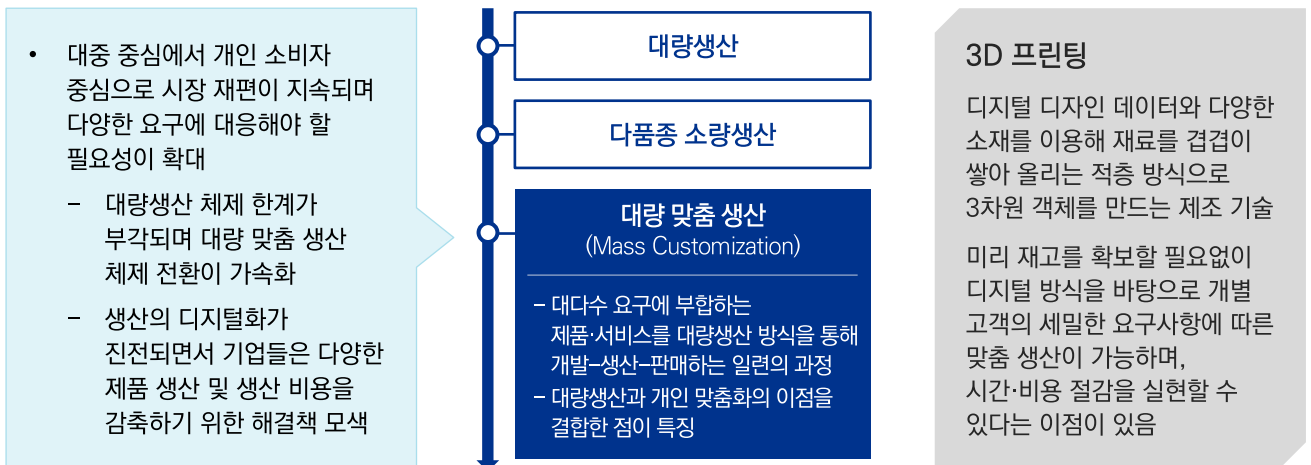 • 대중 중심에서 개인 소비자
중심으로 시장 재편이 지속되며
다양한 요구에 대응해야 할
필요성이 확대
– 대량생산 체제 한계가
부각되며 대량 맞춤 생산
체제 전환이 가속화
– 생산의 디지털화가
진전되면서 기업들은 다양한
제품 생산 및 생산 비용을
감축하기 위한 해결책 모색
대량생산
다품종 소량생산
대량 맞춤 생산
(Mass Customization)
– 대다수 요구에 부합하는
제품·서비스를 대량생산 방식을 통해
개발–생산–판매하는 일련의 과정
– 대량생산과 개인 맞춤화의 이점을
결합한 점이 특징
3D 프린팅
디지털 디자인 데이터와 다양한
소재를 이용해 재료를 겹겹이
쌓아 올리는 적층 방식으로
3차원 객체를 만드는 제조 기술
미리 재고를 확보할 필요없이
디지털 방식을 바탕으로 개별
고객의 세밀한 요구사항에 따른
맞춤 생산이 가능하며,
시간·비용 절감을 실현할 수
있다는 이점이 있음